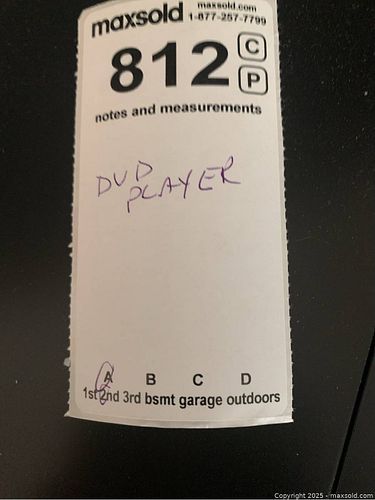 maxsold
maxsold.com
1-877-257-7799
812
C
P
notes and measurements
DVD
PLAYER
A B C D
1st 2nd 3rd bsmt garage outdoors
Copyright 2025 - maxsold.com